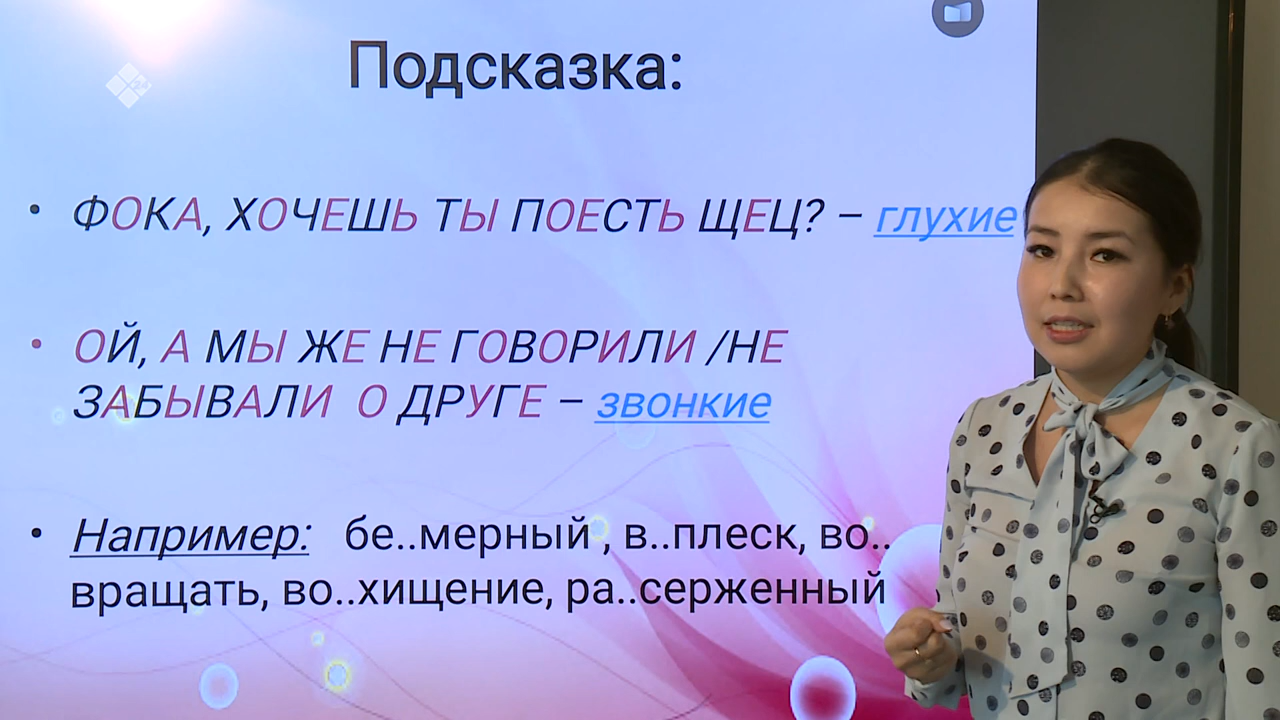 Подсказка:
• ФОКА, ХОЧЕШЬ ТЫ ПОЕСТЬ ЩЕЦ? – глухие
• ОЙ, А МЫ ЖЕ НЕ ГОВОРИЛИ /НЕ
ЗАБЫВАЛИ О ДРУГЕ – звонкие
• Например: бе..мерный , в..плеск, во..
вращать, во..хищение, ра..серженный
24